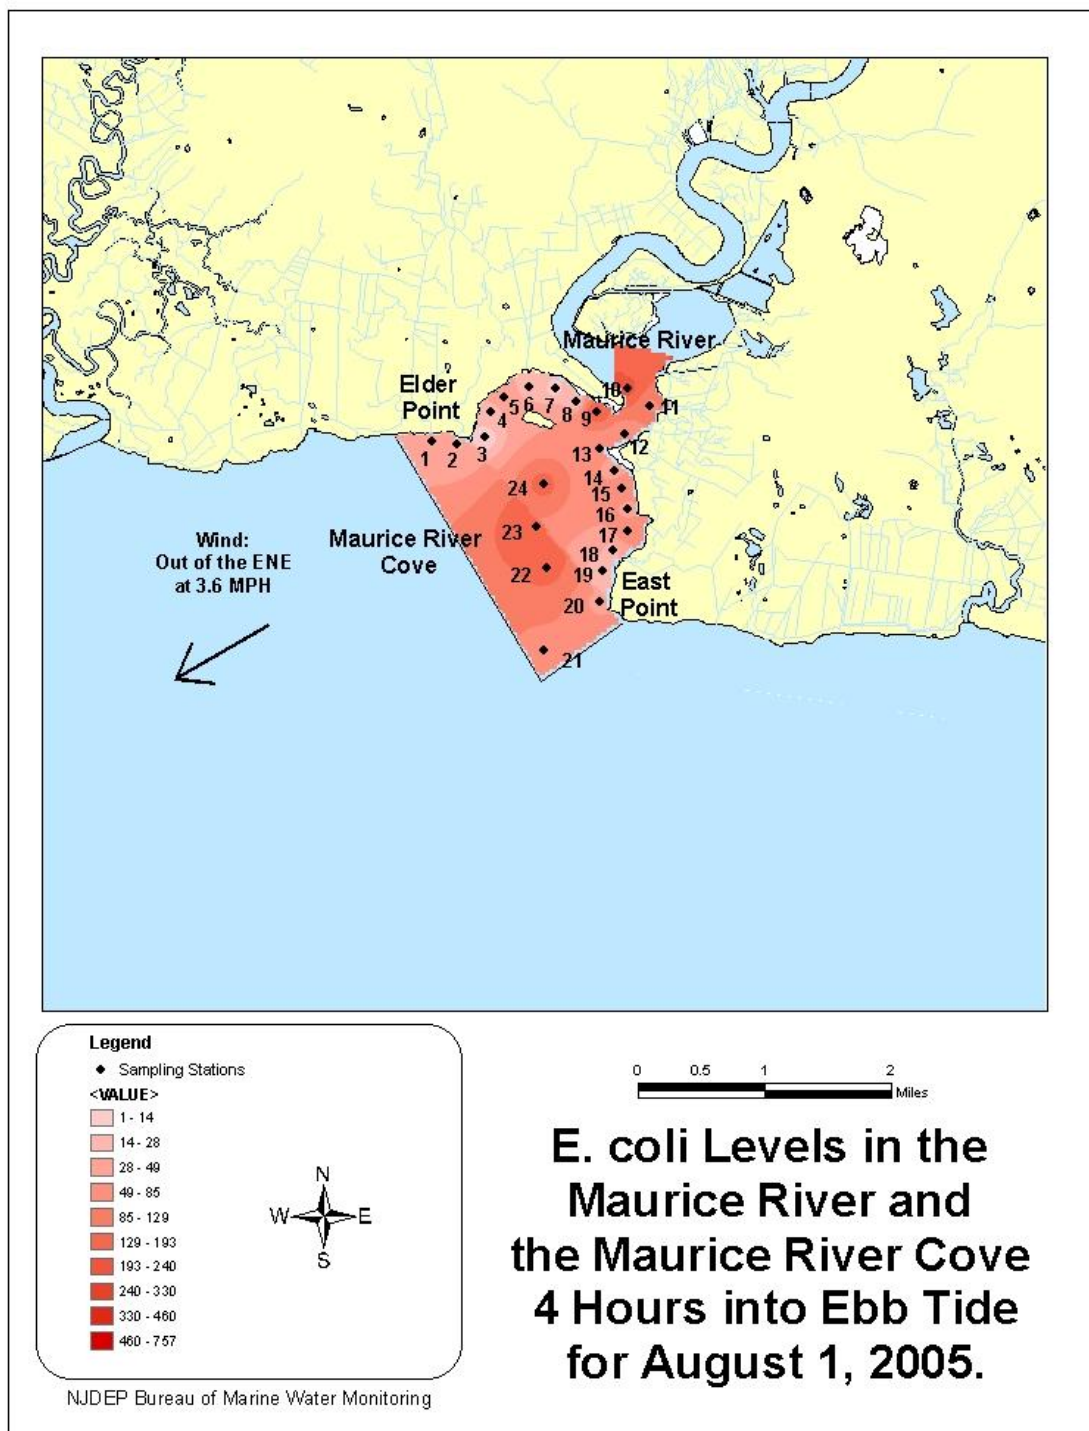 Maurice River
Elder
Point
1
2
3
4
5
6
7
8
9
10
11
12
13
14
15
16
17
18
19
20
21
22
23
24
Maurice River
Cove
East
Point
Wind:
Out of the ENE
at 3.6 MPH
Legend
Sampling Stations
<VALUE>
1 - 14
14 - 28
28 - 49
49 - 85
85 - 129
129 - 193
193 - 240
240 - 330
330 - 460
460 - 757
N
W E
S
0 0.5 1 2
Miles
E. coli Levels in the
Maurice River and
the Maurice River Cove
4 Hours into Ebb Tide
for August 1, 2005.
NJDEP Bureau of Marine Water Monitoring